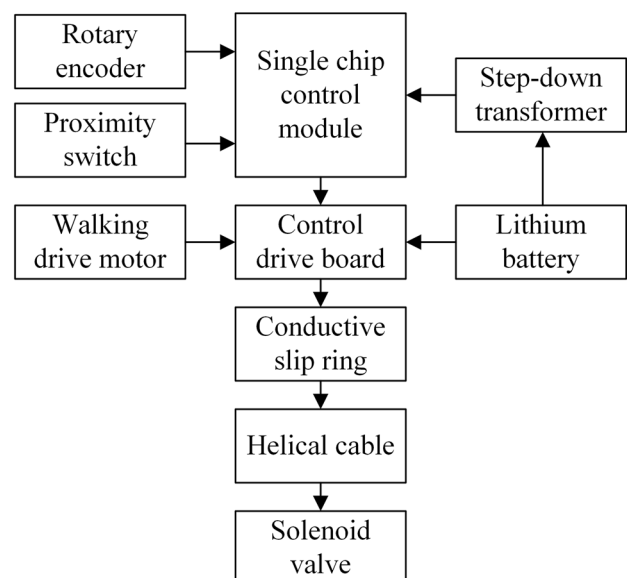 Rotary
encoder
Single chip
control
module
Step-down
transformer
Proximity
switch
Walking
drive motor
Control
drive board
Lithium
battery
Conductive
slip ring
Helical cable
Solenoid
valve